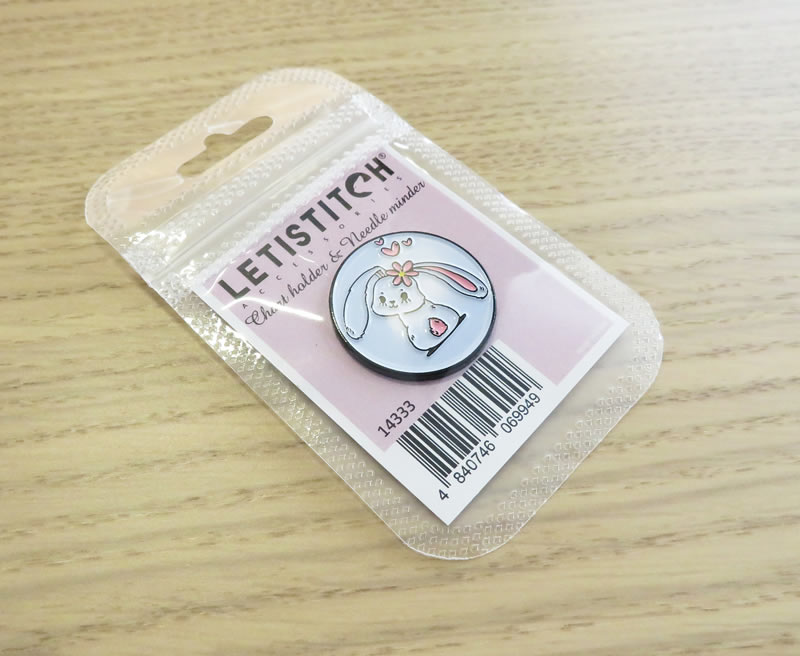 LETISTITCH®
ACCESSORIES
Chart holder & Needle minder
14333
4 840746 069949